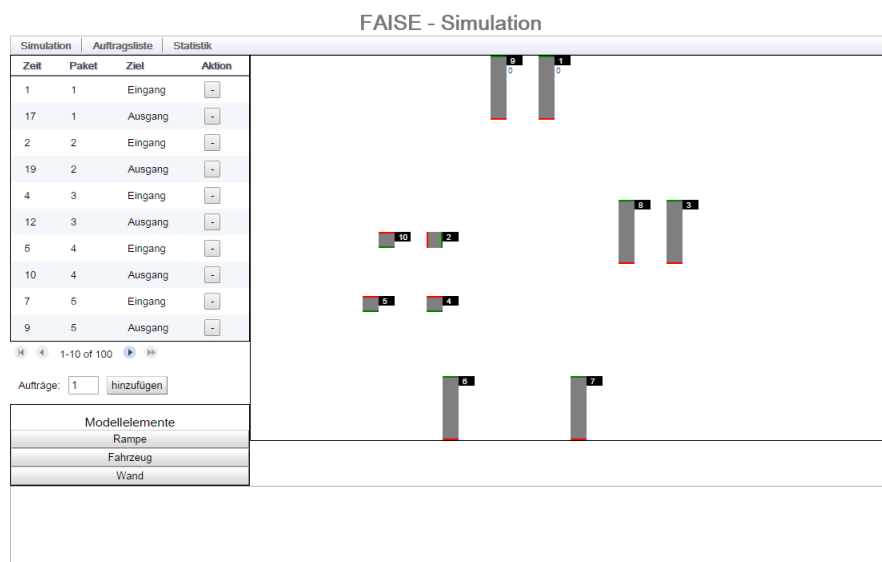 FAISE - Simulation
Simulation Auftragsliste Statistik
Zeit Paket Ziel Aktion
1 1 Eingang -
17 1 Ausgang -
2 2 Eingang -
19 2 Ausgang -
4 3 Eingang -
12 3 Ausgang -
5 4 Eingang -
10 4 Ausgang -
7 5 Eingang -
9 5 Ausgang -
1-10 of 100
Aufträge: 1 hinzufügen
Modellelemente
Rampe
Fahrzeug
Wand
9 1
0 0
8 3
10 2
5 4
6 7